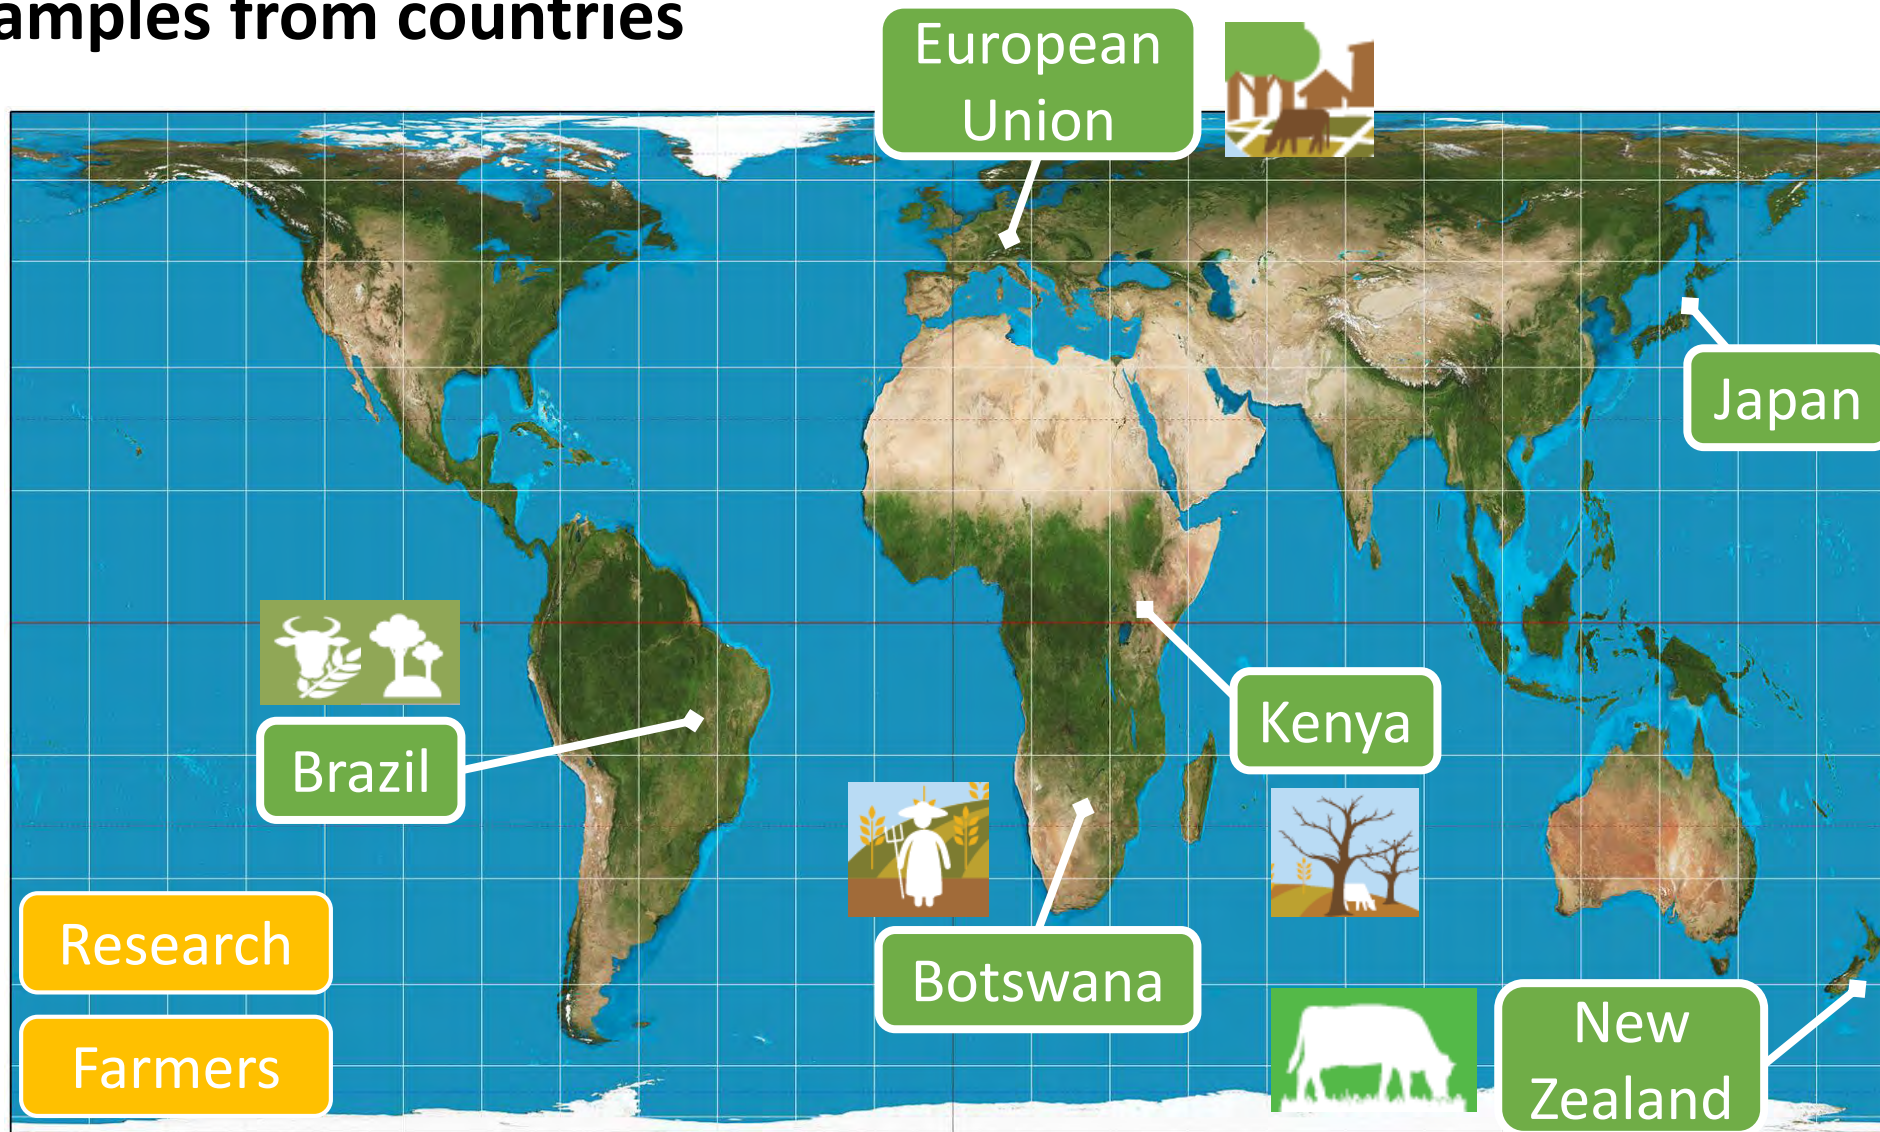 amples from countries
European
Union
Japan
Kenya
Brazil
Research
Botswana
New
Zealand
Farmers